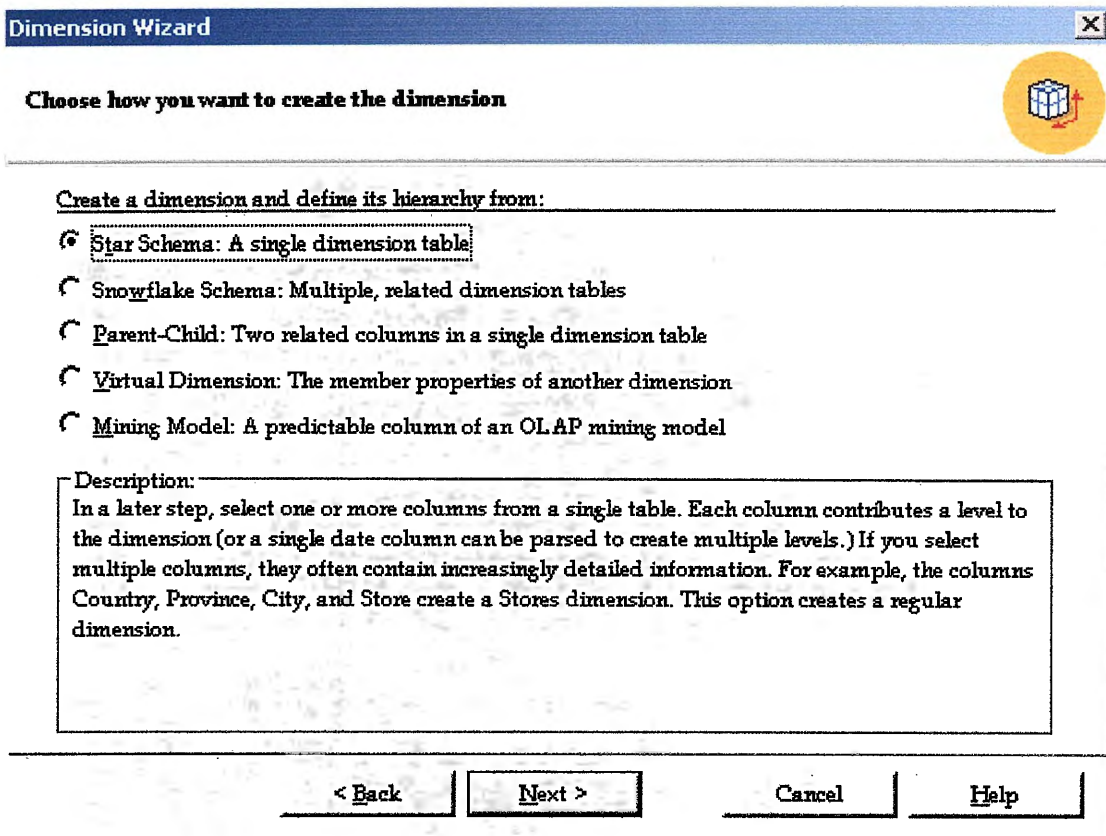 Dimension Wizard
Choose how you want to create the dimension
Create a dimension and define its hierarchy from:
Star Schema: A single dimension table
Snowflake Schema: Multiple, related dimension tables
Parent-Child: Two related columns in a single dimension table
Virtual Dimension: The member properties of another dimension
Mining Model: A predictable column of an OLAP mining model
Description:
In a later step, select one or more columns from a single table. Each column contributes a level to
the dimension (or a single date column can be parsed to create multiple levels.) If you select
multiple columns, they often contain increasingly detailed information. For example, the columns
Country, Province, City, and Store create a Stores dimension. This option creates a regular
dimension.
< Back Next > Cancel Help